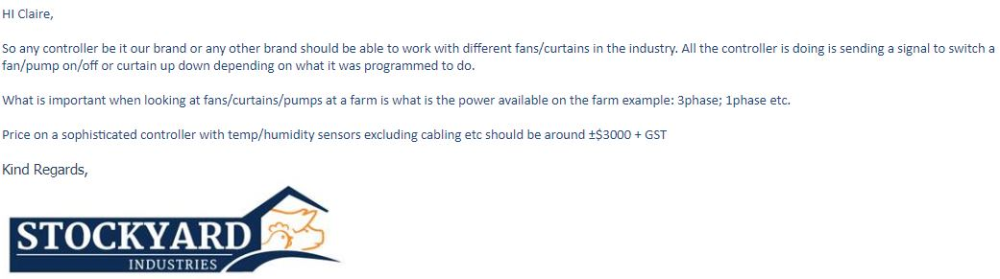 HI Claire,
So any controller be it our brand or any other brand should be able to work with different fans/curtains in the industry. All the controller is doing is sending a signal to switch a
fan/pump on/off or curtain up down depending on what it was programmed to do.
What is important when looking at fans/curtains/pumps at a farm is what is the power available on the farm example: 3phase; 1phase etc.
Price on a sophisticated controller with temp/humidity sensors excluding cabling etc should be around ±$3000 + GST
Kind Regards,
STOCKYARD
INDUSTRIES